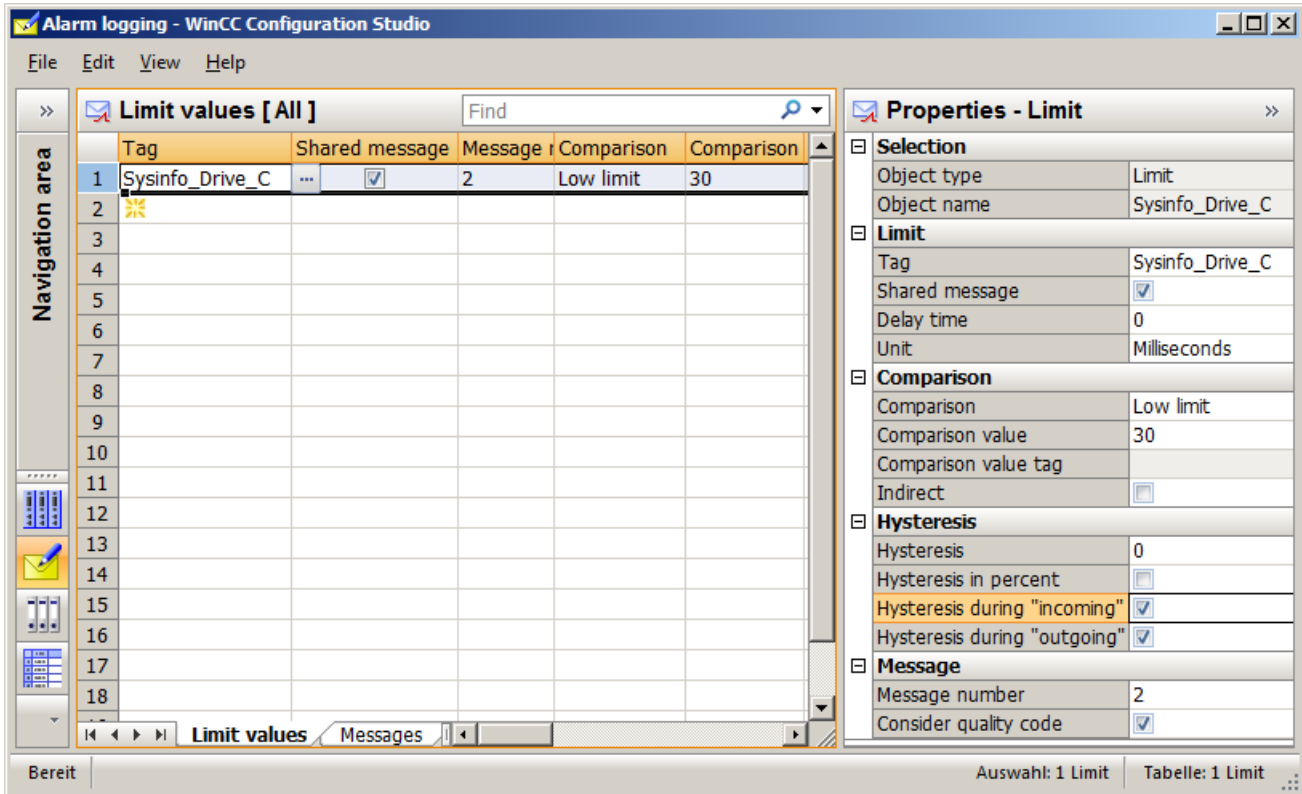 Alarm logging - WinCC Configuration Studio
File Edit View Help
» Limit values [ All ] Find Properties - Limit »
Navigation area
Tag Shared message Message r Comparison Comparison
1 Sysinfo_Drive_C ... 2 Low limit 30
2
3
4
5
6
7
8
9
10
11
12
13
14
15
16
17
18
Limit values Messages
Selection
Object type Limit
Object name Sysinfo_Drive_C
Limit
Tag Sysinfo_Drive_C
Shared message
Delay time 0
Unit Milliseconds
Comparison
Comparison Low limit
Comparison value 30
Comparison value tag
Indirect
Hysteresis
Hysteresis 0
Hysteresis in percent
Hysteresis during "incoming"
Hysteresis during "outgoing"
Message
Message number 2
Consider quality code
Bereit Auswahl: 1 Limit Tabelle: 1 Limit